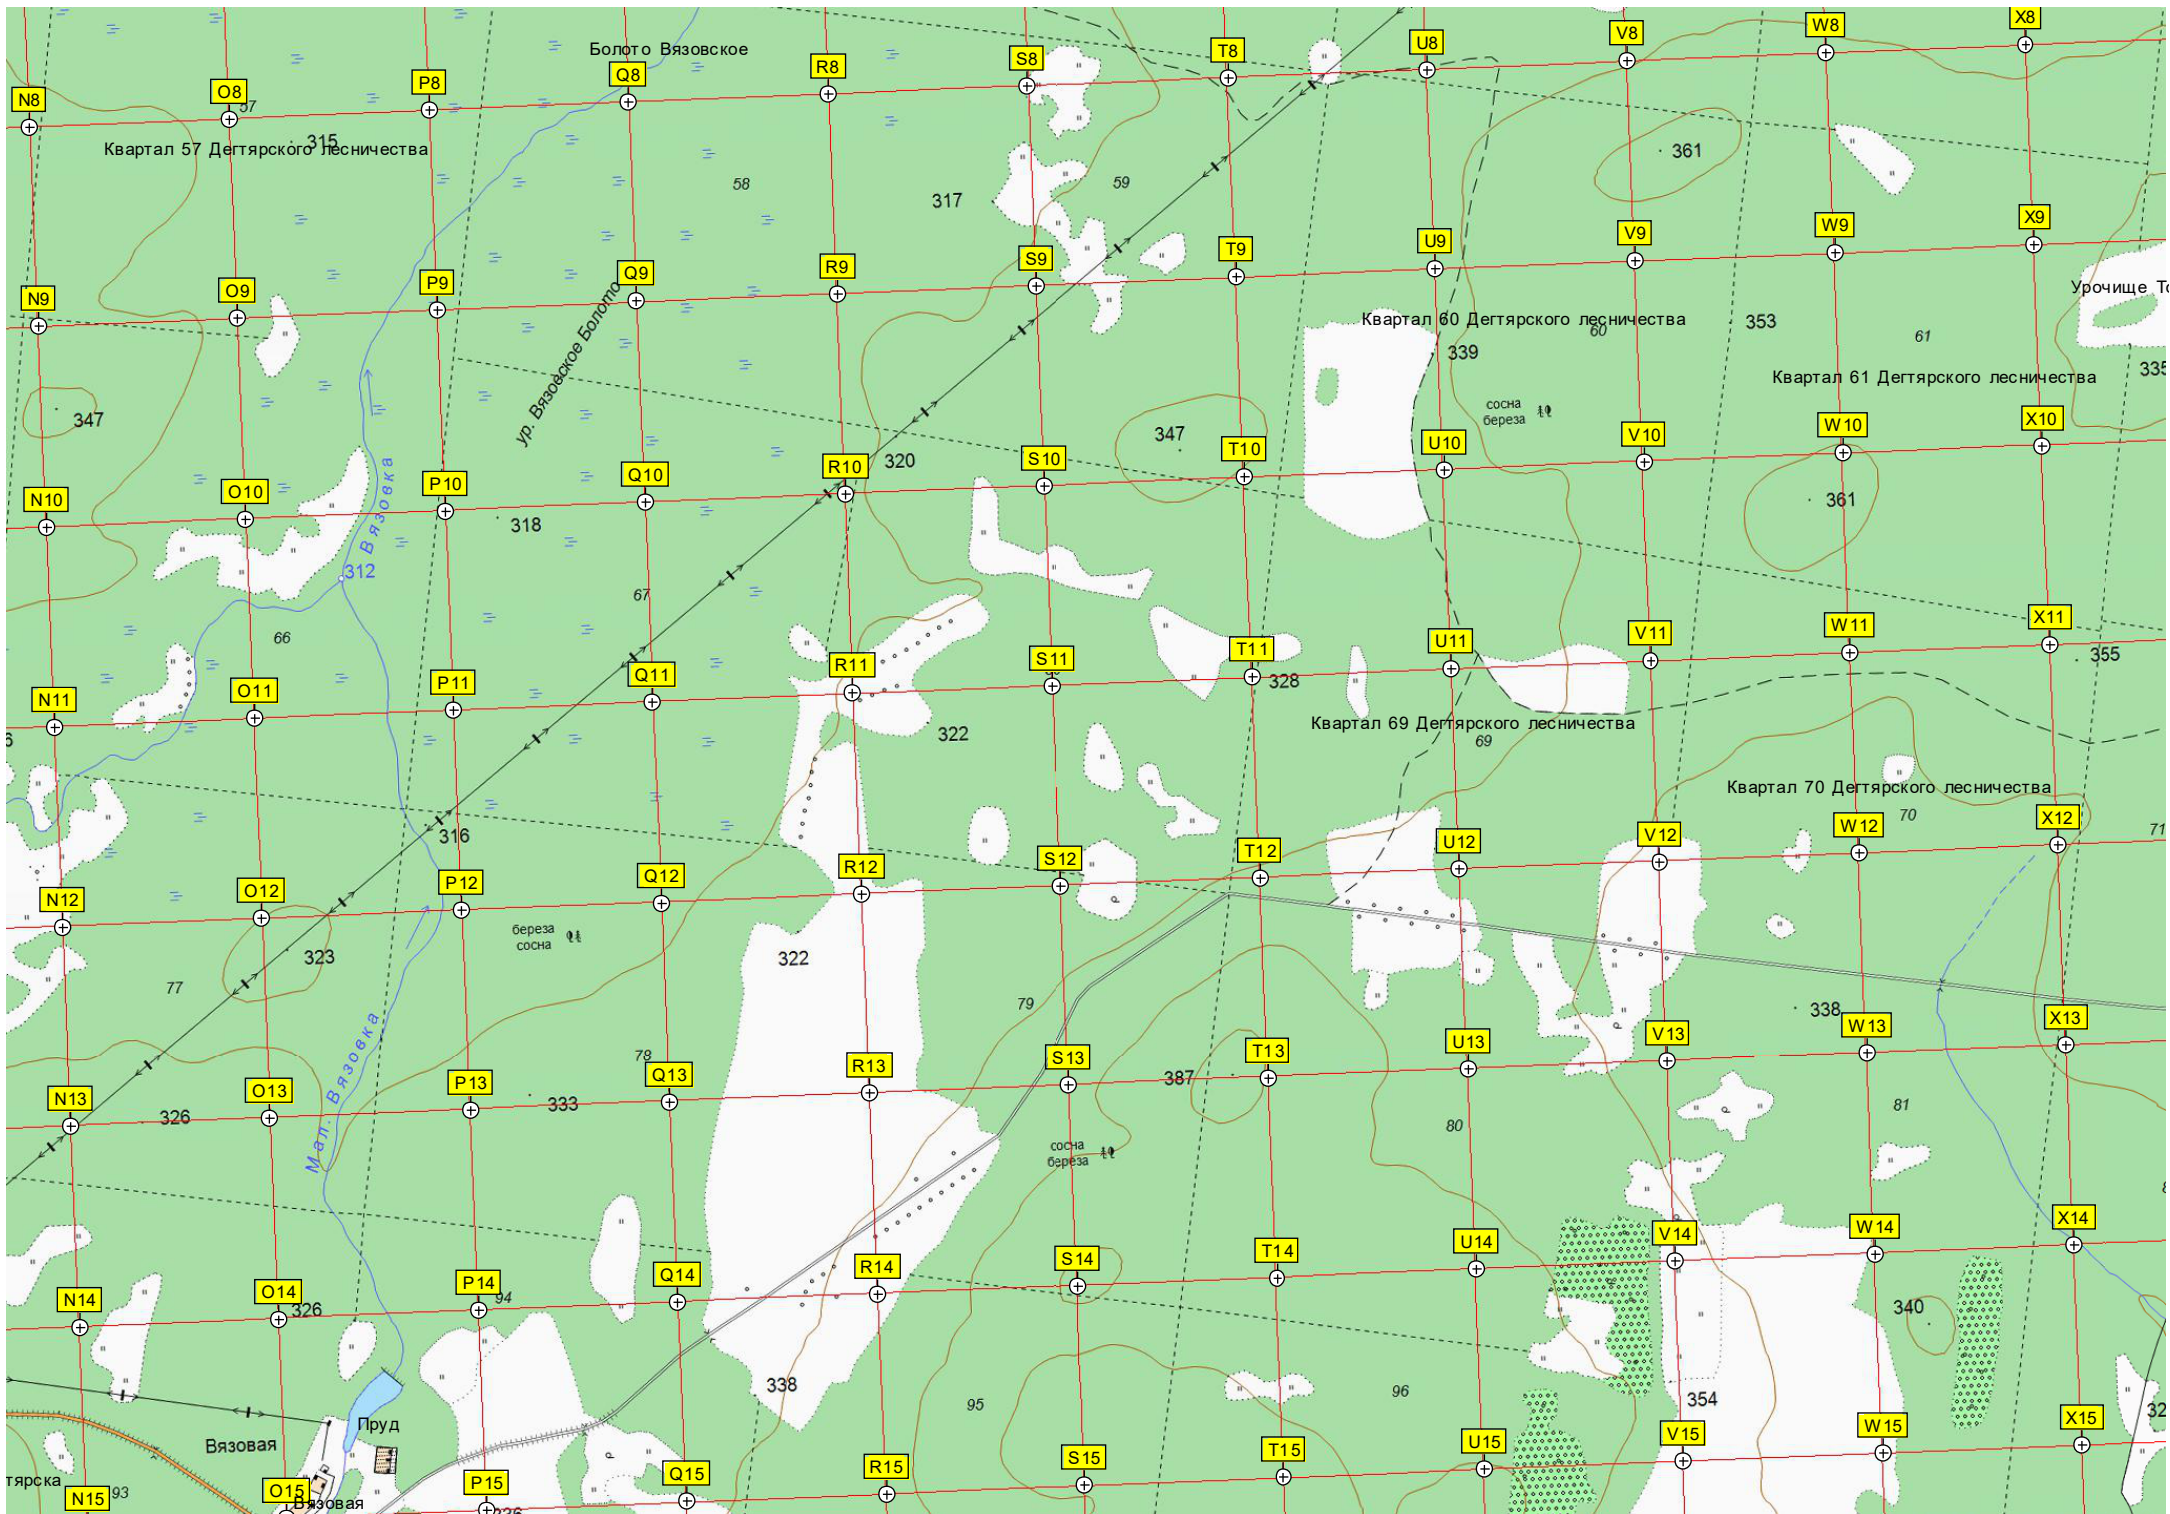 X8
W8
V8
U8
Болото Вязовское
T8
S8
R8
Q8
P8
O8
N8
57
315
Квартал 57 Дегтярского лесничества
361
58
59
317
X9
W9
V9
U9
T9
S9
R9
Q9
P9
O9
N9
Урочище То
ур. Вязовское Болото
Квартал 60 Дегтярского лесничества
60
353
61
339
335
Квартал 61 Дегтярского лесничества
347
347
сосна
береза
X10
W10
V10
U10
T10
S10
R10
Q10
P10
O10
N10
320
361
318
Вязовка
312
67
66
X11
W11
V11
U11
T11
S11
R11
Q11
P11
O11
N11
355
328
322
Квартал 69 Дегтярского лесничества
69
6
Квартал 70 Дегтярского лесничества
70
71
316
X12
W12
V12
U12
T12
S12
R12
Q12
P12
O12
N12
береза
сосна
323
322
77
79
338
Мал. Вязовка
X13
W13
V13
U13
T13
S13
R13
78
Q13
P13
O13
N13
387
333
326
81
80
сосна
береза
X14
W14
V14
U14
T14
S14
R14
Q14
P14
94
O14
326
N14
340
338
96
95
354
32
Пруд
Вязовая
X15
W15
V15
U15
T15
S15
R15
Q15
P15
O15
N15
тярска
93
Вязовая
336